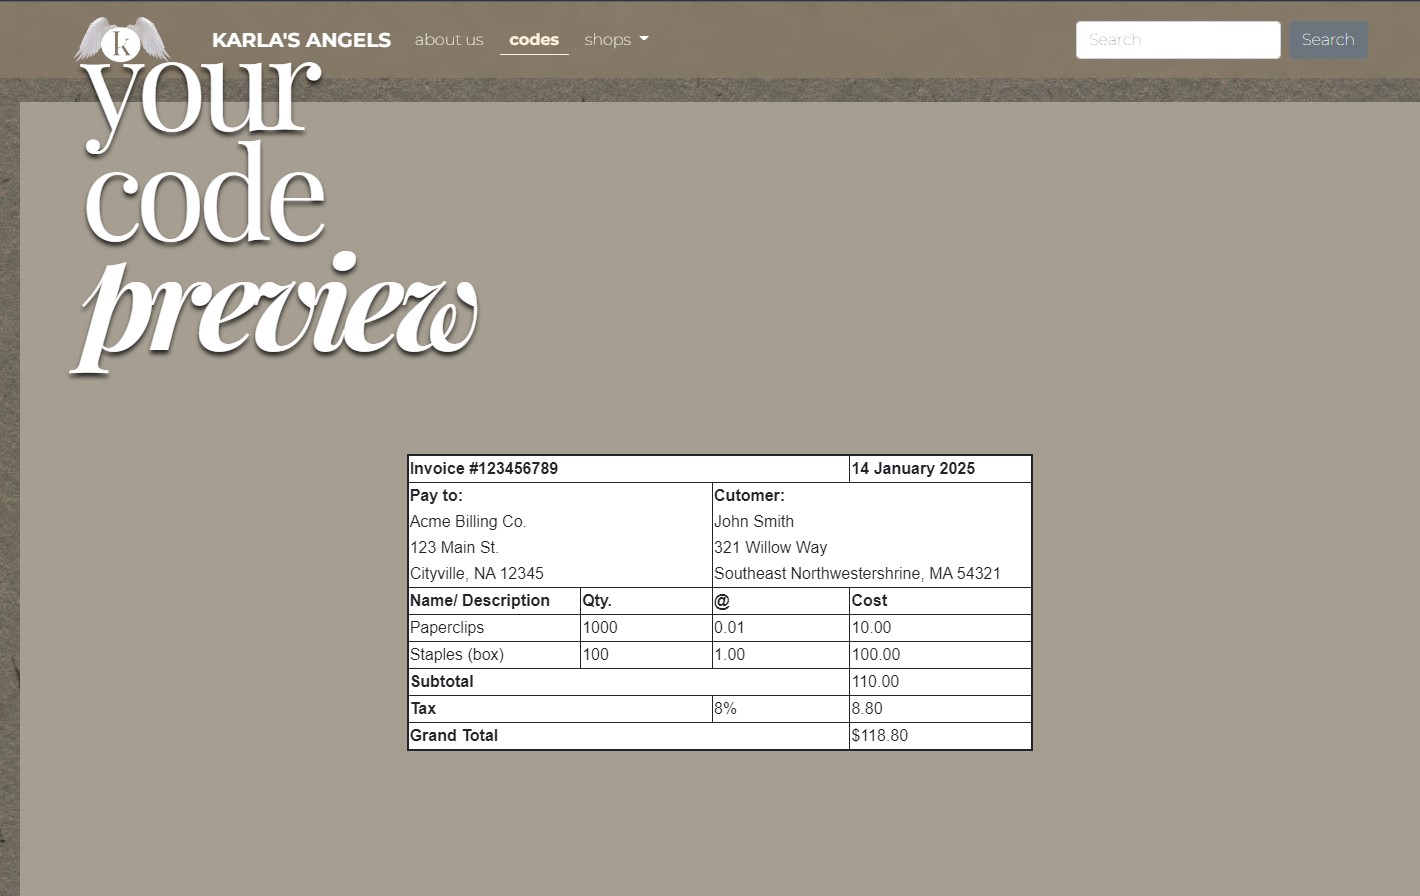 k
KARLA'S ANGELS about us codes shops Search Search
your
code
preview
Invoice #123456789 14 January 2025
Pay to: Cutomer:
Acme Billing Co. John Smith
123 Main St. 321 Willow Way
Cityville, NA 12345 Southeast Northwestershrine, MA 54321
Name/ Description Qty. @ Cost
Paperclips 1000 0.01 10.00
Staples (box) 100 1.00 100.00
Subtotal 110.00
Tax 8% 8.80
Grand Total $118.80